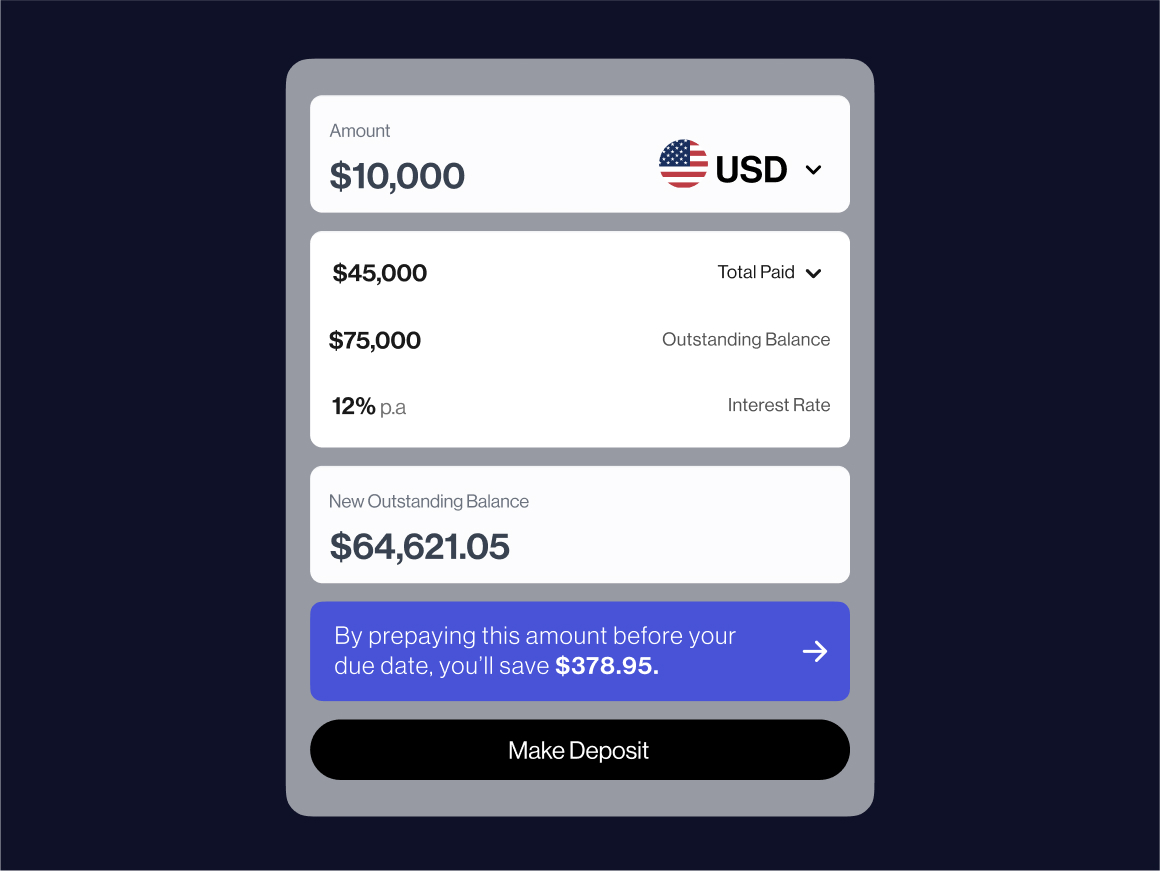 Amount
$10,000 USD
$45,000 Total Paid
$75,000 Outstanding Balance
12% p.a Interest Rate
New Outstanding Balance
$64,621.05
By prepaying this amount before your
due date, you’ll save $378.95.
Make Deposit